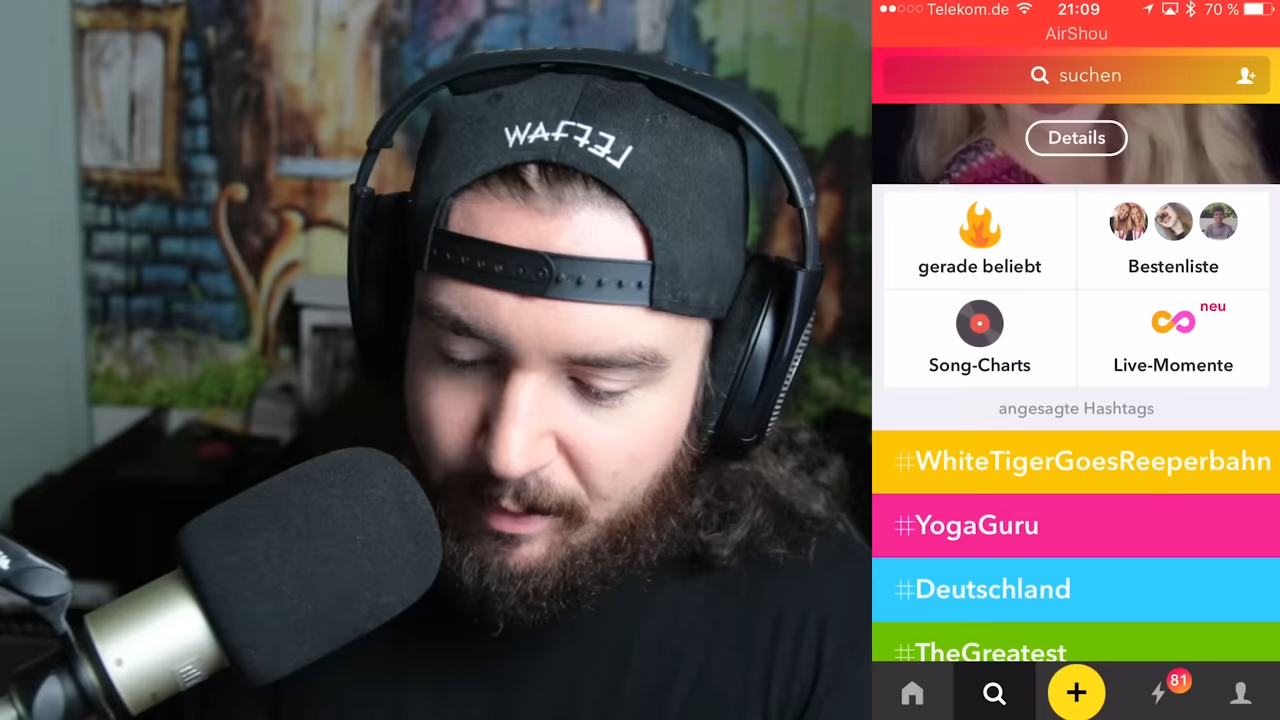 WAFFEL
Telekom.de 21:09 70 %
AirShou
suchen
Details
gerade beliebt
Bestenliste
neu
Song-Charts
Live-Momente
angesagte Hashtags
#WhiteTigerGoesReeperbahn
#YogaGuru
#Deutschland
#TheGreatest
81